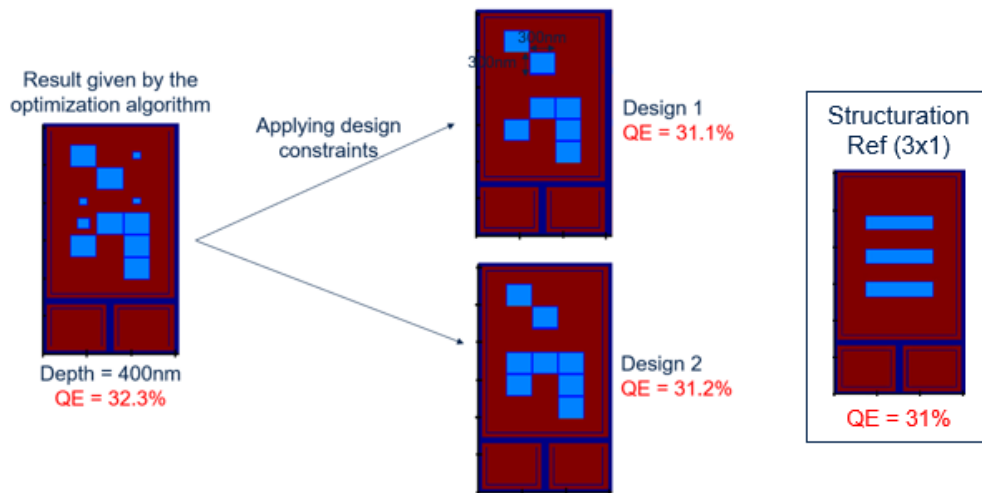 Result given by the
optimization algorithm
Depth = 400nm
QE = 32.3%
Applying design
constraints
300nm
300nm
Design 1
QE = 31.1%
Design 2
QE = 31.2%
Structuration
Ref (3x1)
QE = 31%